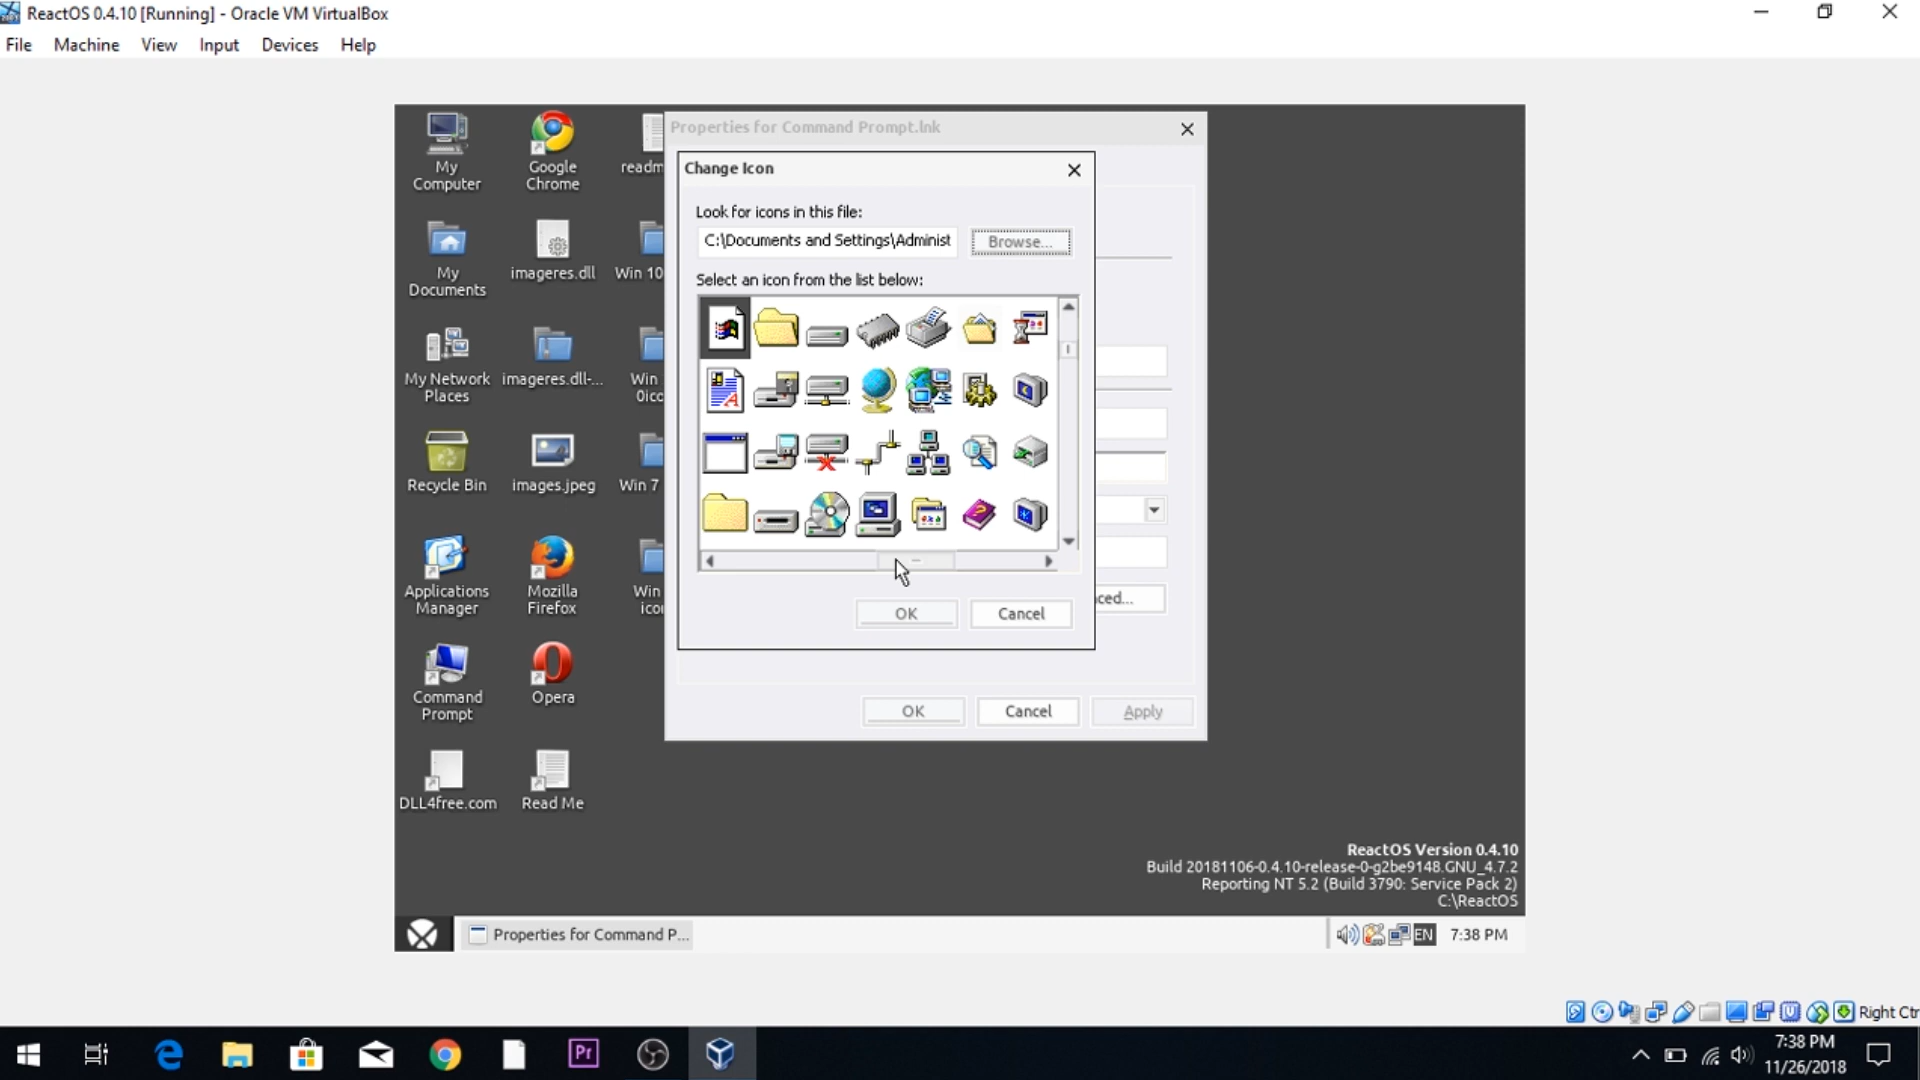 ReactOS 0.4.10 [Running] - Oracle VM VirtualBox
File Machine View Input Devices Help
Properties for Command Prompt.lnk
Change Icon
Look for icons in this file:
C:\Documents and Settings\Administ
Browse...
Select an icon from the list below:
OK
Cancel
ced...
OK
Cancel
Apply
My
Computer
Google
Chrome
readm
My
Documents
imageres.dll
Win 10
My Network
Places
imageres.dll-...
Win
0ico
Recycle Bin
images.jpeg
Win 7
Applications
Manager
Mozilla
Firefox
Win
ico
Command
Prompt
Opera
DLL4free.com
Read Me
ReactOS Version 0.4.10
Build 20181106-0.4.10-release-0-g2be9148.GNU_4.7.2
Reporting NT 5.2 (Build 3790: Service Pack 2)
C:\ReactOS
Properties for Command P...
EN
7:38 PM
Right Ctr
Pr
7:38 PM
11/26/2018